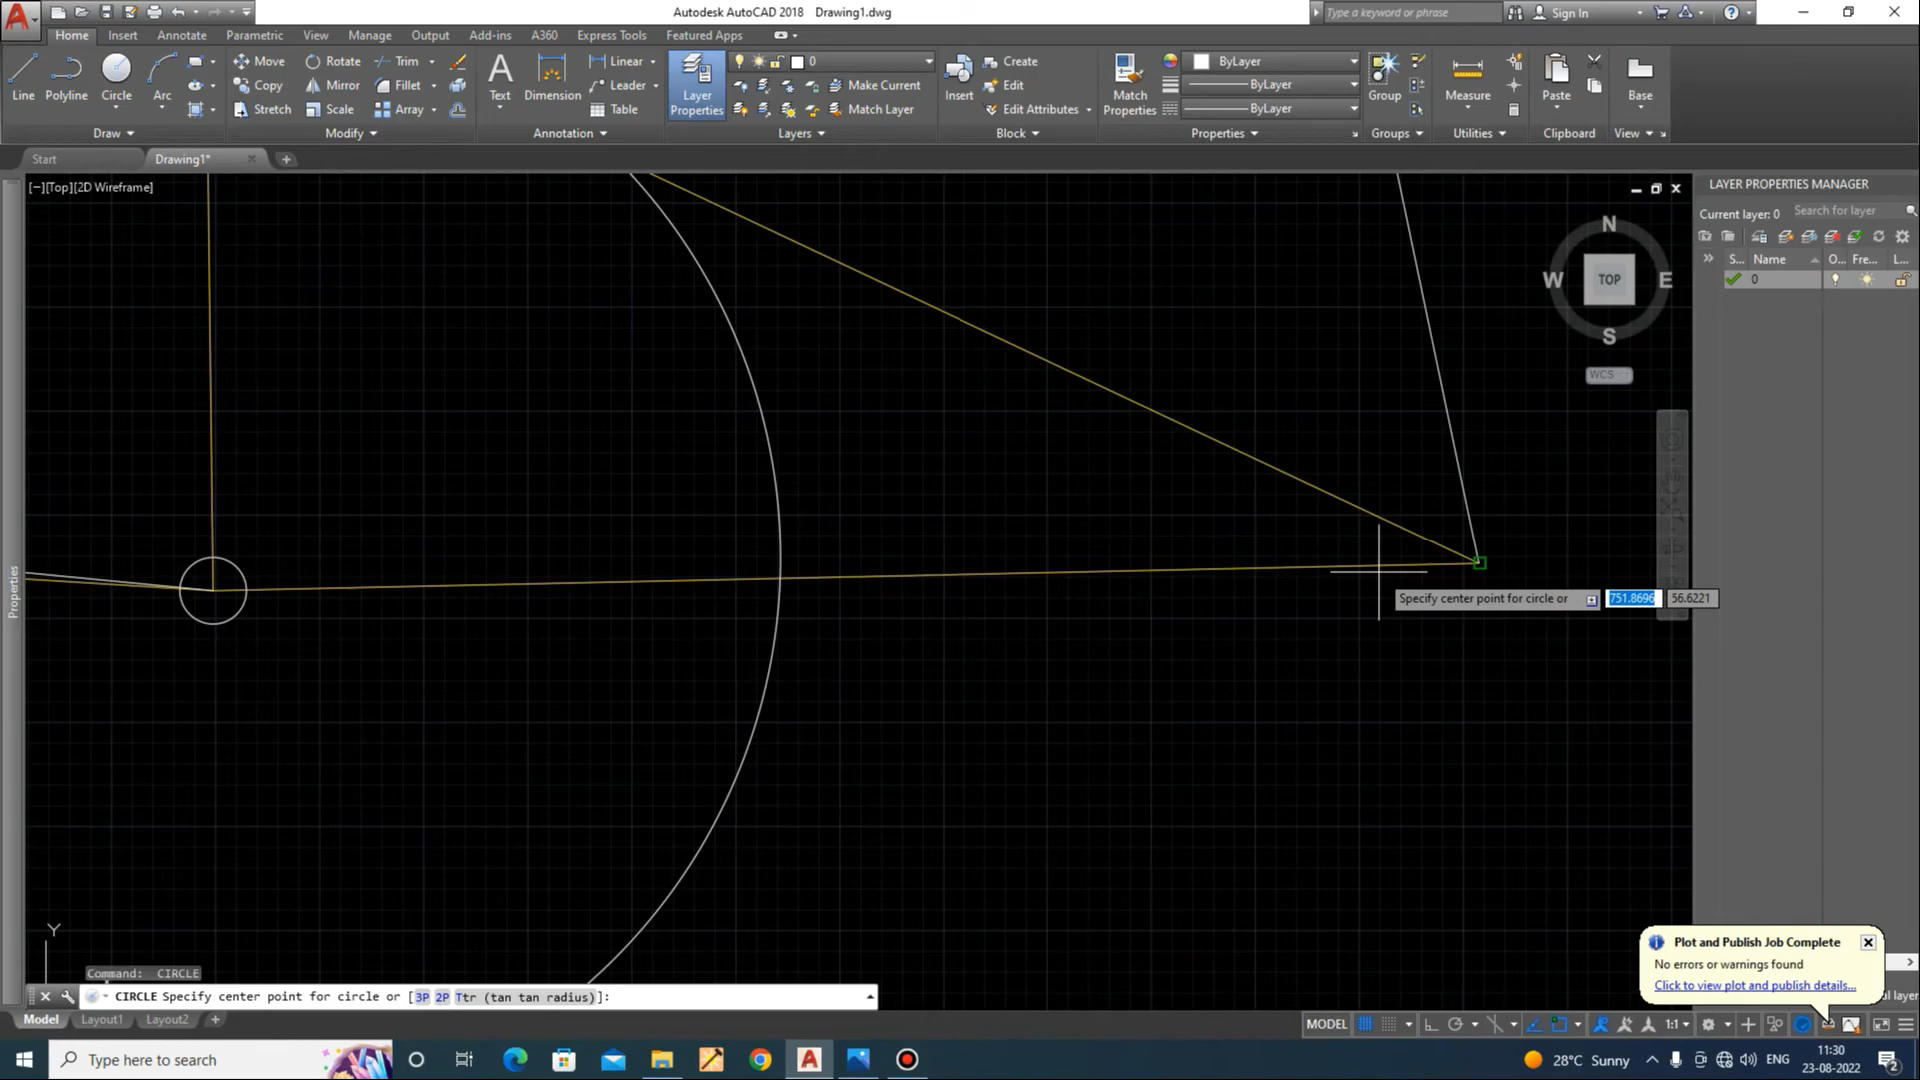 Autodesk AutoCAD 2018 Drawing1.dwg
Type a keyword or phrase
Sign In
Home Insert Annotate Parametric View Manage Output Add-ins A360 Express Tools Featured Apps
Line Polyline Circle Arc
Move Rotate Trim
Copy Mirror Fillet
Stretch Scale Array
Text Dimension
Linear
Leader
Table
Layer Properties
0
Make Current
Match Layer
Insert
Create
Edit
Edit Attributes
Match Properties
ByLayer
ByLayer
ByLayer
Group
Measure
Paste
Base
Draw Modify Annotation Layers Block Properties Groups Utilities Clipboard View
Start Drawing1*
[−][Top][2D Wireframe]
LAYER PROPERTIES MANAGER
Current layer: 0
Search for layer
S... Name O... Fre... L...
0
N
W TOP E
S
WCS
Properties
Specify center point for circle or 751.8696 56.6221
Y
Command: CIRCLE
CIRCLE Specify center point for circle or [3P 2P Ttr (tan tan radius)]:
Plot and Publish Job Complete
No errors or warnings found
Click to view plot and publish details...
Model Layout1 Layout2
MODEL 1:1
Type here to search
28°C Sunny
ENG
11:30
23-08-2022
2